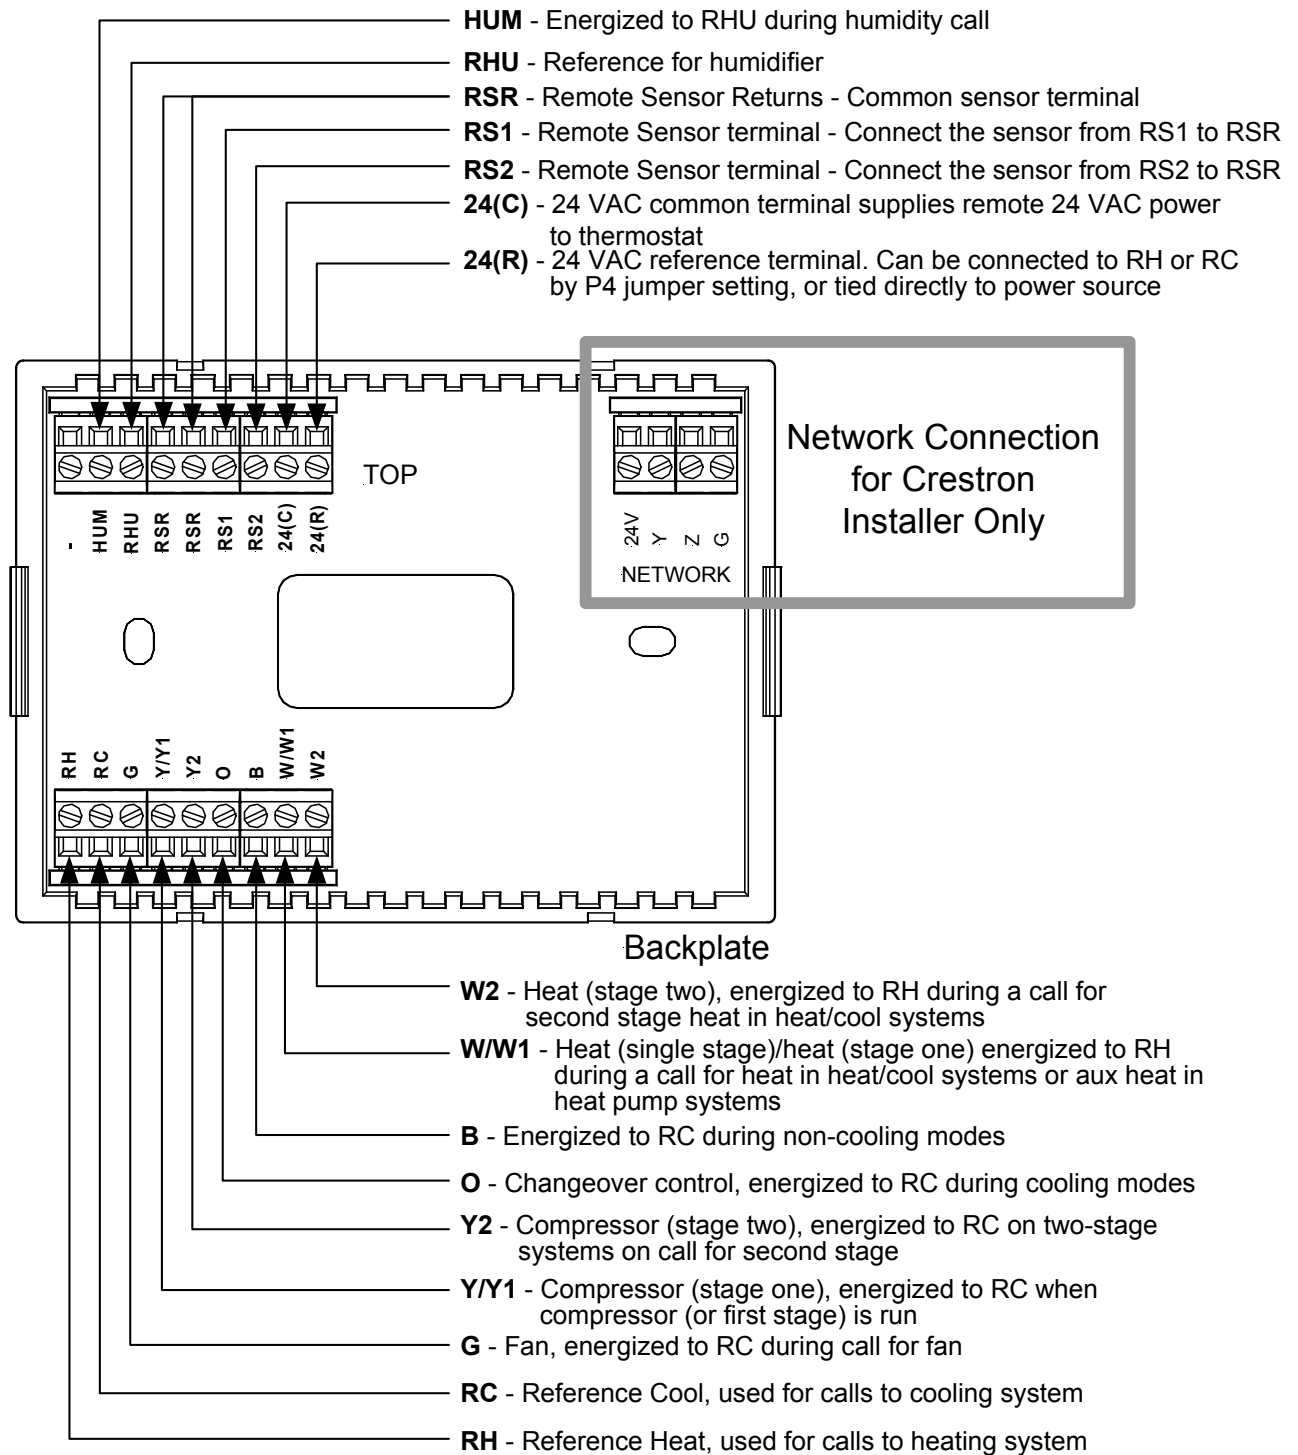 HUM - Energized to RHU during humidity call
RHU - Reference for humidifier
RSR - Remote Sensor Returns - Common sensor terminal
RS1 - Remote Sensor terminal - Connect the sensor from RS1 to RSR
RS2 - Remote Sensor terminal - Connect the sensor from RS2 to RSR
24(C) - 24 VAC common terminal supplies remote 24 VAC power
to thermostat
24(R) - 24 VAC reference terminal. Can be connected to RH or RC
by P4 jumper setting, or tied directly to power source
TOP
Network Connection
for Crestron
Installer Only
-
HUM
RHU
RSR
RSR
RS1
RS2
24(C)
24(R)
24V
Y
Z
G
NETWORK
RH
RC
G
Y/Y1
Y2
O
B
W/W1
W2
Backplate
W2 - Heat (stage two), energized to RH during a call for
second stage heat in heat/cool systems
W/W1 - Heat (single stage)/heat (stage one) energized to RH
during a call for heat in heat/cool systems or aux heat in
heat pump systems
B - Energized to RC during non-cooling modes
O - Changeover control, energized to RC during cooling modes
Y2 - Compressor (stage two), energized to RC on two-stage
systems on call for second stage
Y/Y1 - Compressor (stage one), energized to RC when
compressor (or first stage) is run
G - Fan, energized to RC during call for fan
RC - Reference Cool, used for calls to cooling system
RH - Reference Heat, used for calls to heating system